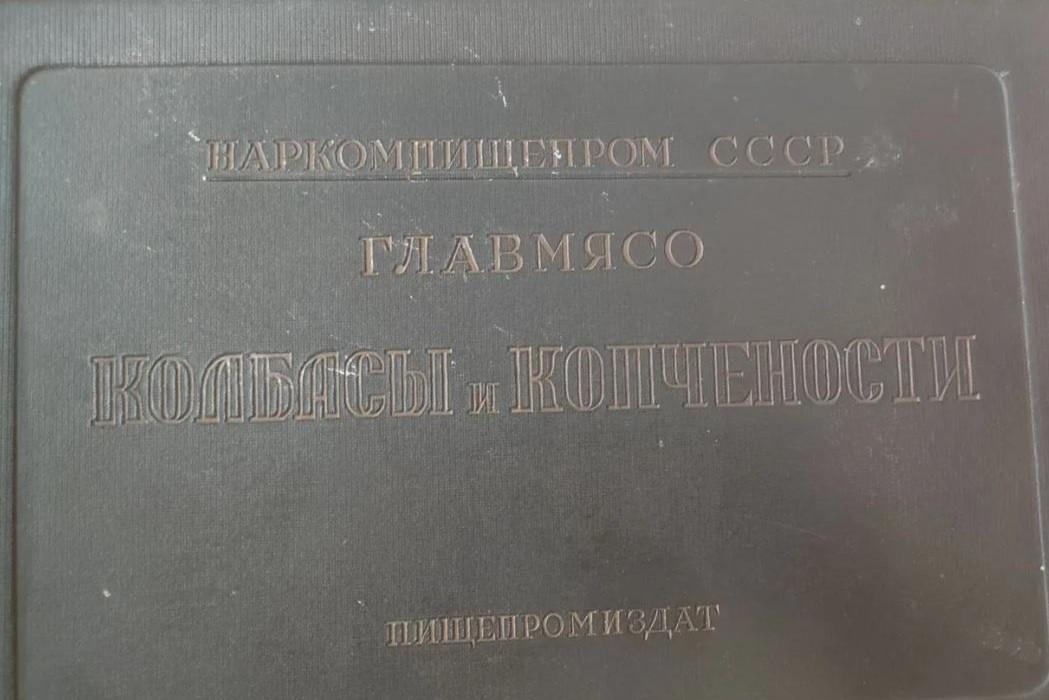 НАРКОМПИЩЕПРОМ СССР
ГЛАВМЯСО
КОЛБАСЫ и КОПЧЕНОСТИ
ПИЩЕПРОМИЗДАТ